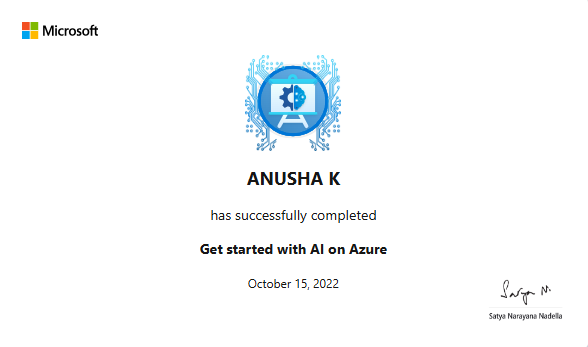 Microsoft
ANUSHA K
has successfully completed
Get started with AI on Azure
October 15, 2022
Satya N.
Satya Narayana Nadella